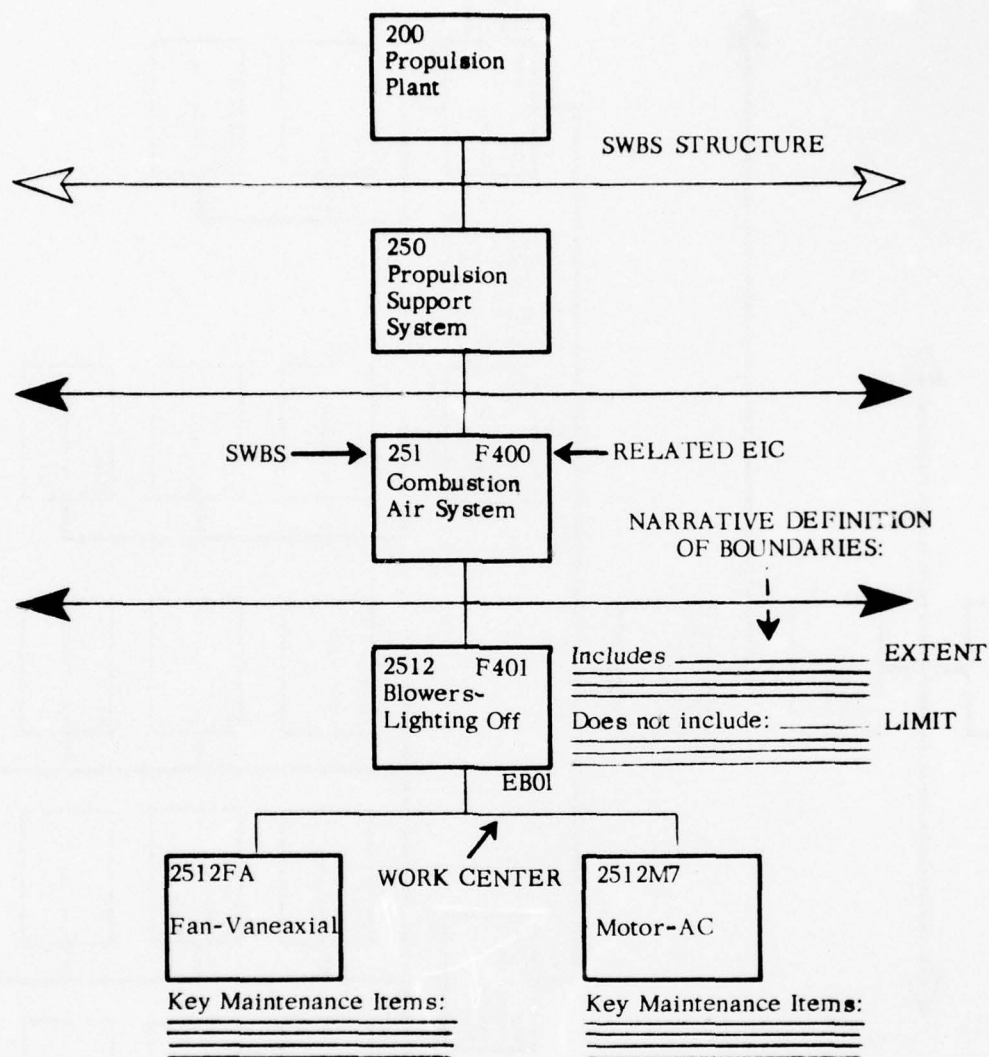 200
Propulsion
Plant
SWBS STRUCTURE
250
Propulsion
Support
System
SWBS
251 F400
Combustion
Air System
RELATED EIC
NARRATIVE DEFINITION
OF BOUNDARIES:
2512 F401
Blowers-
Lighting Off
Includes
EXTENT
Does not include:
LIMIT
EB01
WORK CENTER
2512FA
Fan-Vaneaxial
2512M7
Motor-AC
Key Maintenance Items:
Key Maintenance Items: